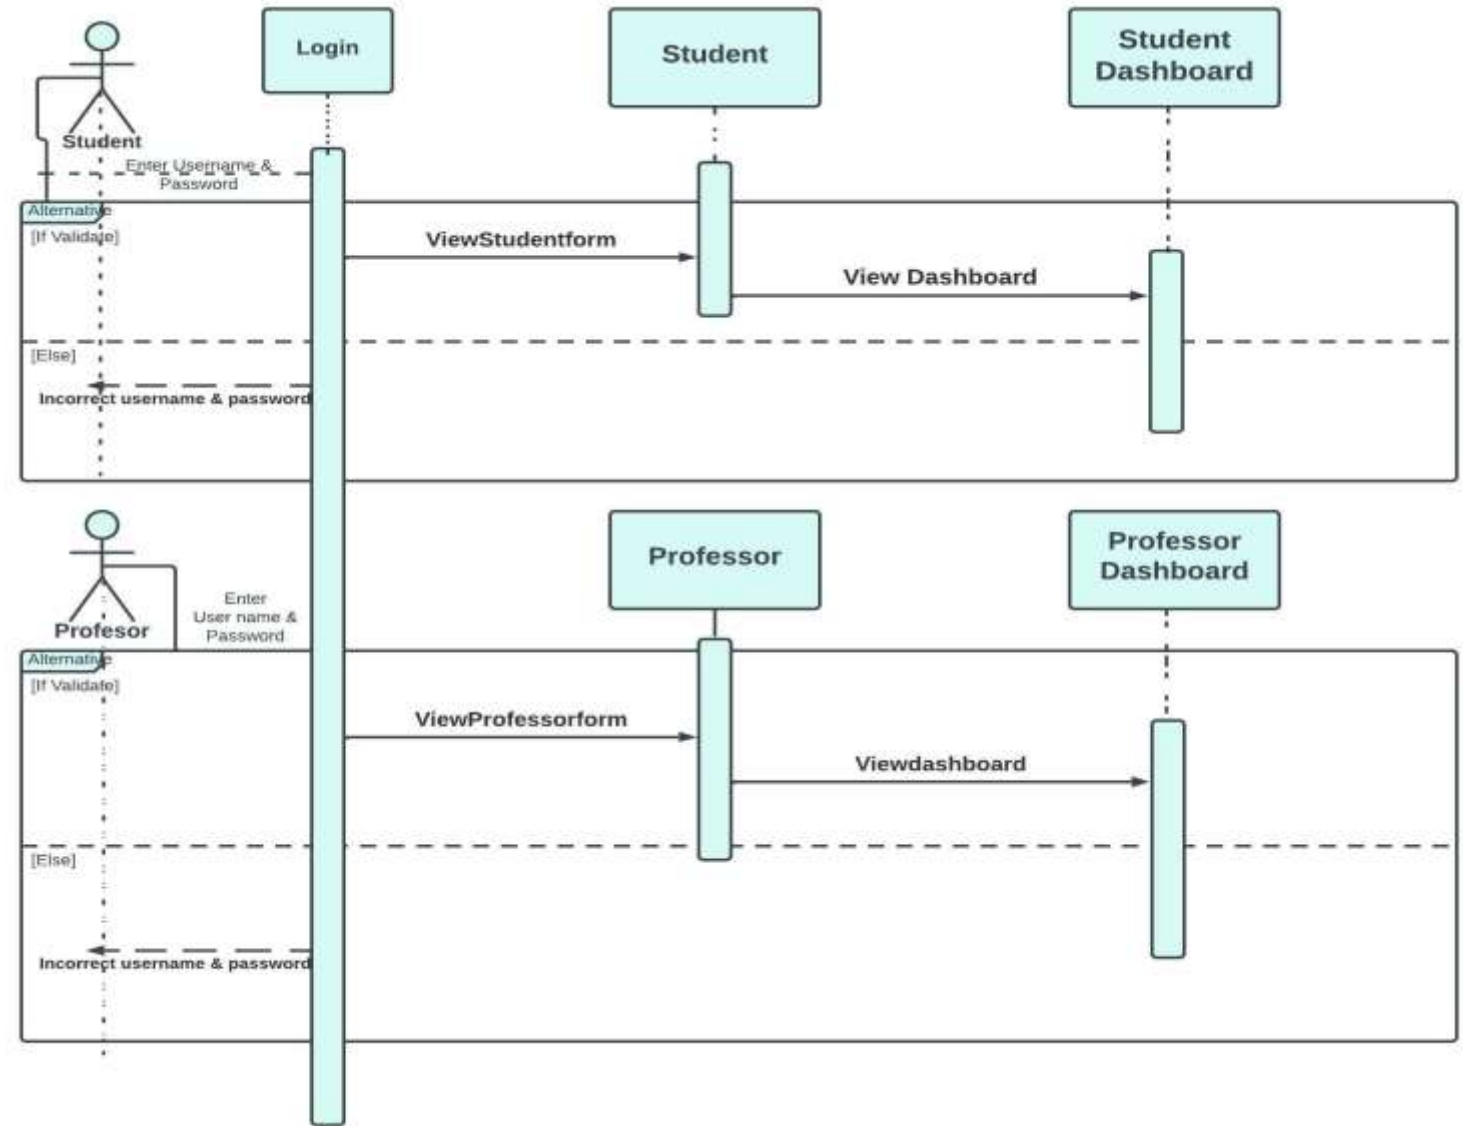 Login
Student
Student
Dashboard
Student
Enter Username &
Password
Alternative
[If Validate]
ViewStudentform
View Dashboard
[Else]
Incorrect username & password
Professor
Professor
Dashboard
Enter
User name &
Password
Profesor
Alternative
[If Validate]
ViewProfessorform
Viewdashboard
[Else]
Incorrect username & password